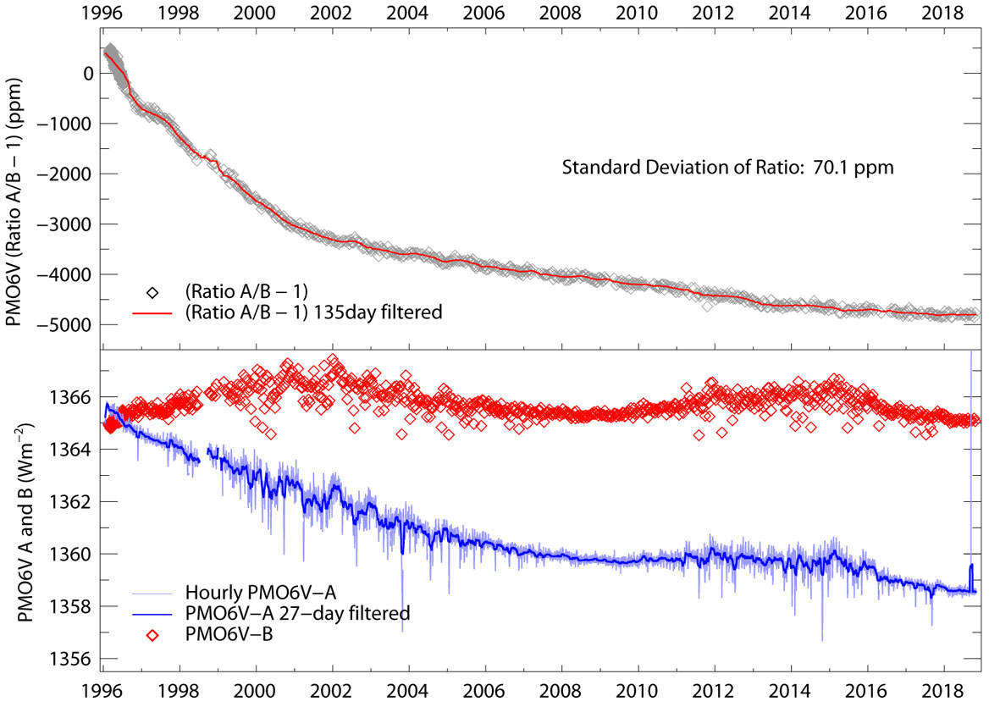 1996 1998 2000 2002 2004 2006 2008 2010 2012 2014 2016 2018
PMO6V (Ratio A/B − 1) (ppm)
0
−1000
−2000
−3000
−4000
−5000
Standard Deviation of Ratio: 70.1 ppm
(Ratio A/B − 1)
(Ratio A/B − 1) 135day filtered
PMO6V A and B (Wm⁻²)
1366
1364
1362
1360
1358
1356
Hourly PMO6V−A
PMO6V−A 27−day filtered
PMO6V−B
1996 1998 2000 2002 2004 2006 2008 2010 2012 2014 2016 2018